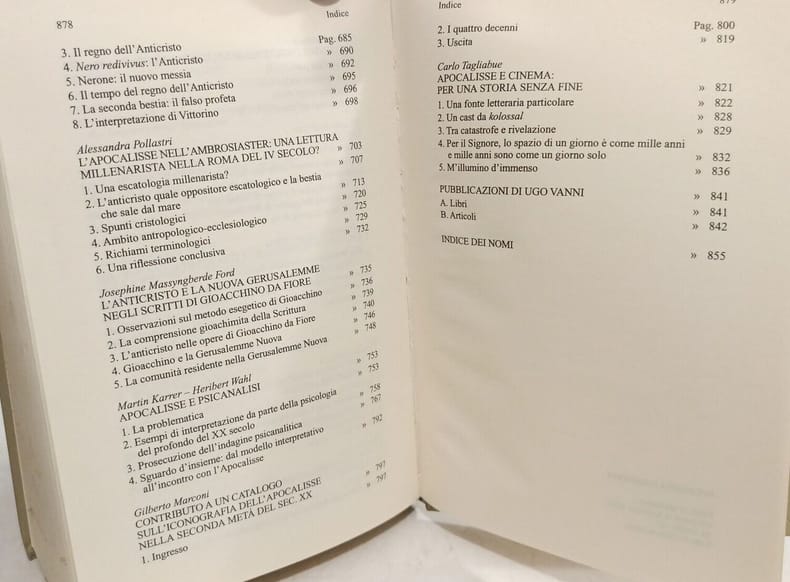 878
Indice
3. Il regno dell'Anticristo Pag. 685
4. Nero redivivus: l'Anticristo » 690
5. Nerone: il nuovo messia » 692
6. Il tempo del regno dell'Anticristo » 695
7. La seconda bestia: il falso profeta » 696
8. L'interpretazione di Vittorino » 698
Alessandra Pollastri
L'APOCALISSE NELL'AMBROSIASTER: UNA LETTURA
MILLENARISTA NELLA ROMA DEL IV SECOLO? » 703
1. Una escatologia millenarista? » 707
2. L'anticristo quale oppositore escatologico e la bestia
che sale dal mare » 713
3. Spunti cristologici » 720
4. Ambito antropologico-ecclesiologico » 725
5. Richiami terminologici » 729
6. Una riflessione conclusiva » 732
Josephine Massyngberde Ford
L'ANTICRISTO E LA NUOVA GERUSALEMME
NEGLI SCRITTI DI GIOACCHINO DA FIORE » 735
1. Osservazioni sul metodo esegetico di Gioacchino » 736
2. La comprensione gioachimita della Scrittura » 739
3. L'anticristo nelle opere di Gioacchino da Fiore » 740
4. Gioacchino e la Gerusalemme Nuova » 746
5. La comunità residente nella Gerusalemme Nuova » 748
Martin Karrer – Heribert Wahl
APOCALISSE E PSICANALISI » 753
1. La problematica » 753
2. Esempi di interpretazione da parte della psicologia
del profondo del XX secolo » 758
3. Prosecuzione dell'indagine psicanalitica » 767
4. Sguardo d'insieme: dal modello interpretativo
all'incontro con l'Apocalisse » 792
Gilberto Marconi
CONTRIBUTO A UN CATALOGO
SULL'ICONOGRAFIA DELL'APOCALISSE
NELLA SECONDA METÀ DEL SEC. XX » 797
1. Ingresso » 797
Indice
879
2. I quattro decenni Pag. 800
3. Uscita » 819
Carlo Tagliabue
APOCALISSE E CINEMA:
PER UNA STORIA SENZA FINE » 821
1. Una fonte letteraria particolare » 822
2. Un cast da kolossal » 828
3. Tra catastrofe e rivelazione » 829
4. Per il Signore, lo spazio di un giorno è come mille anni
e mille anni sono come un giorno solo » 832
5. M'illumino d'immenso » 836
PUBBLICAZIONI DI UGO VANNI » 841
A. Libri » 841
B. Articoli » 842
INDICE DEI NOMI » 855